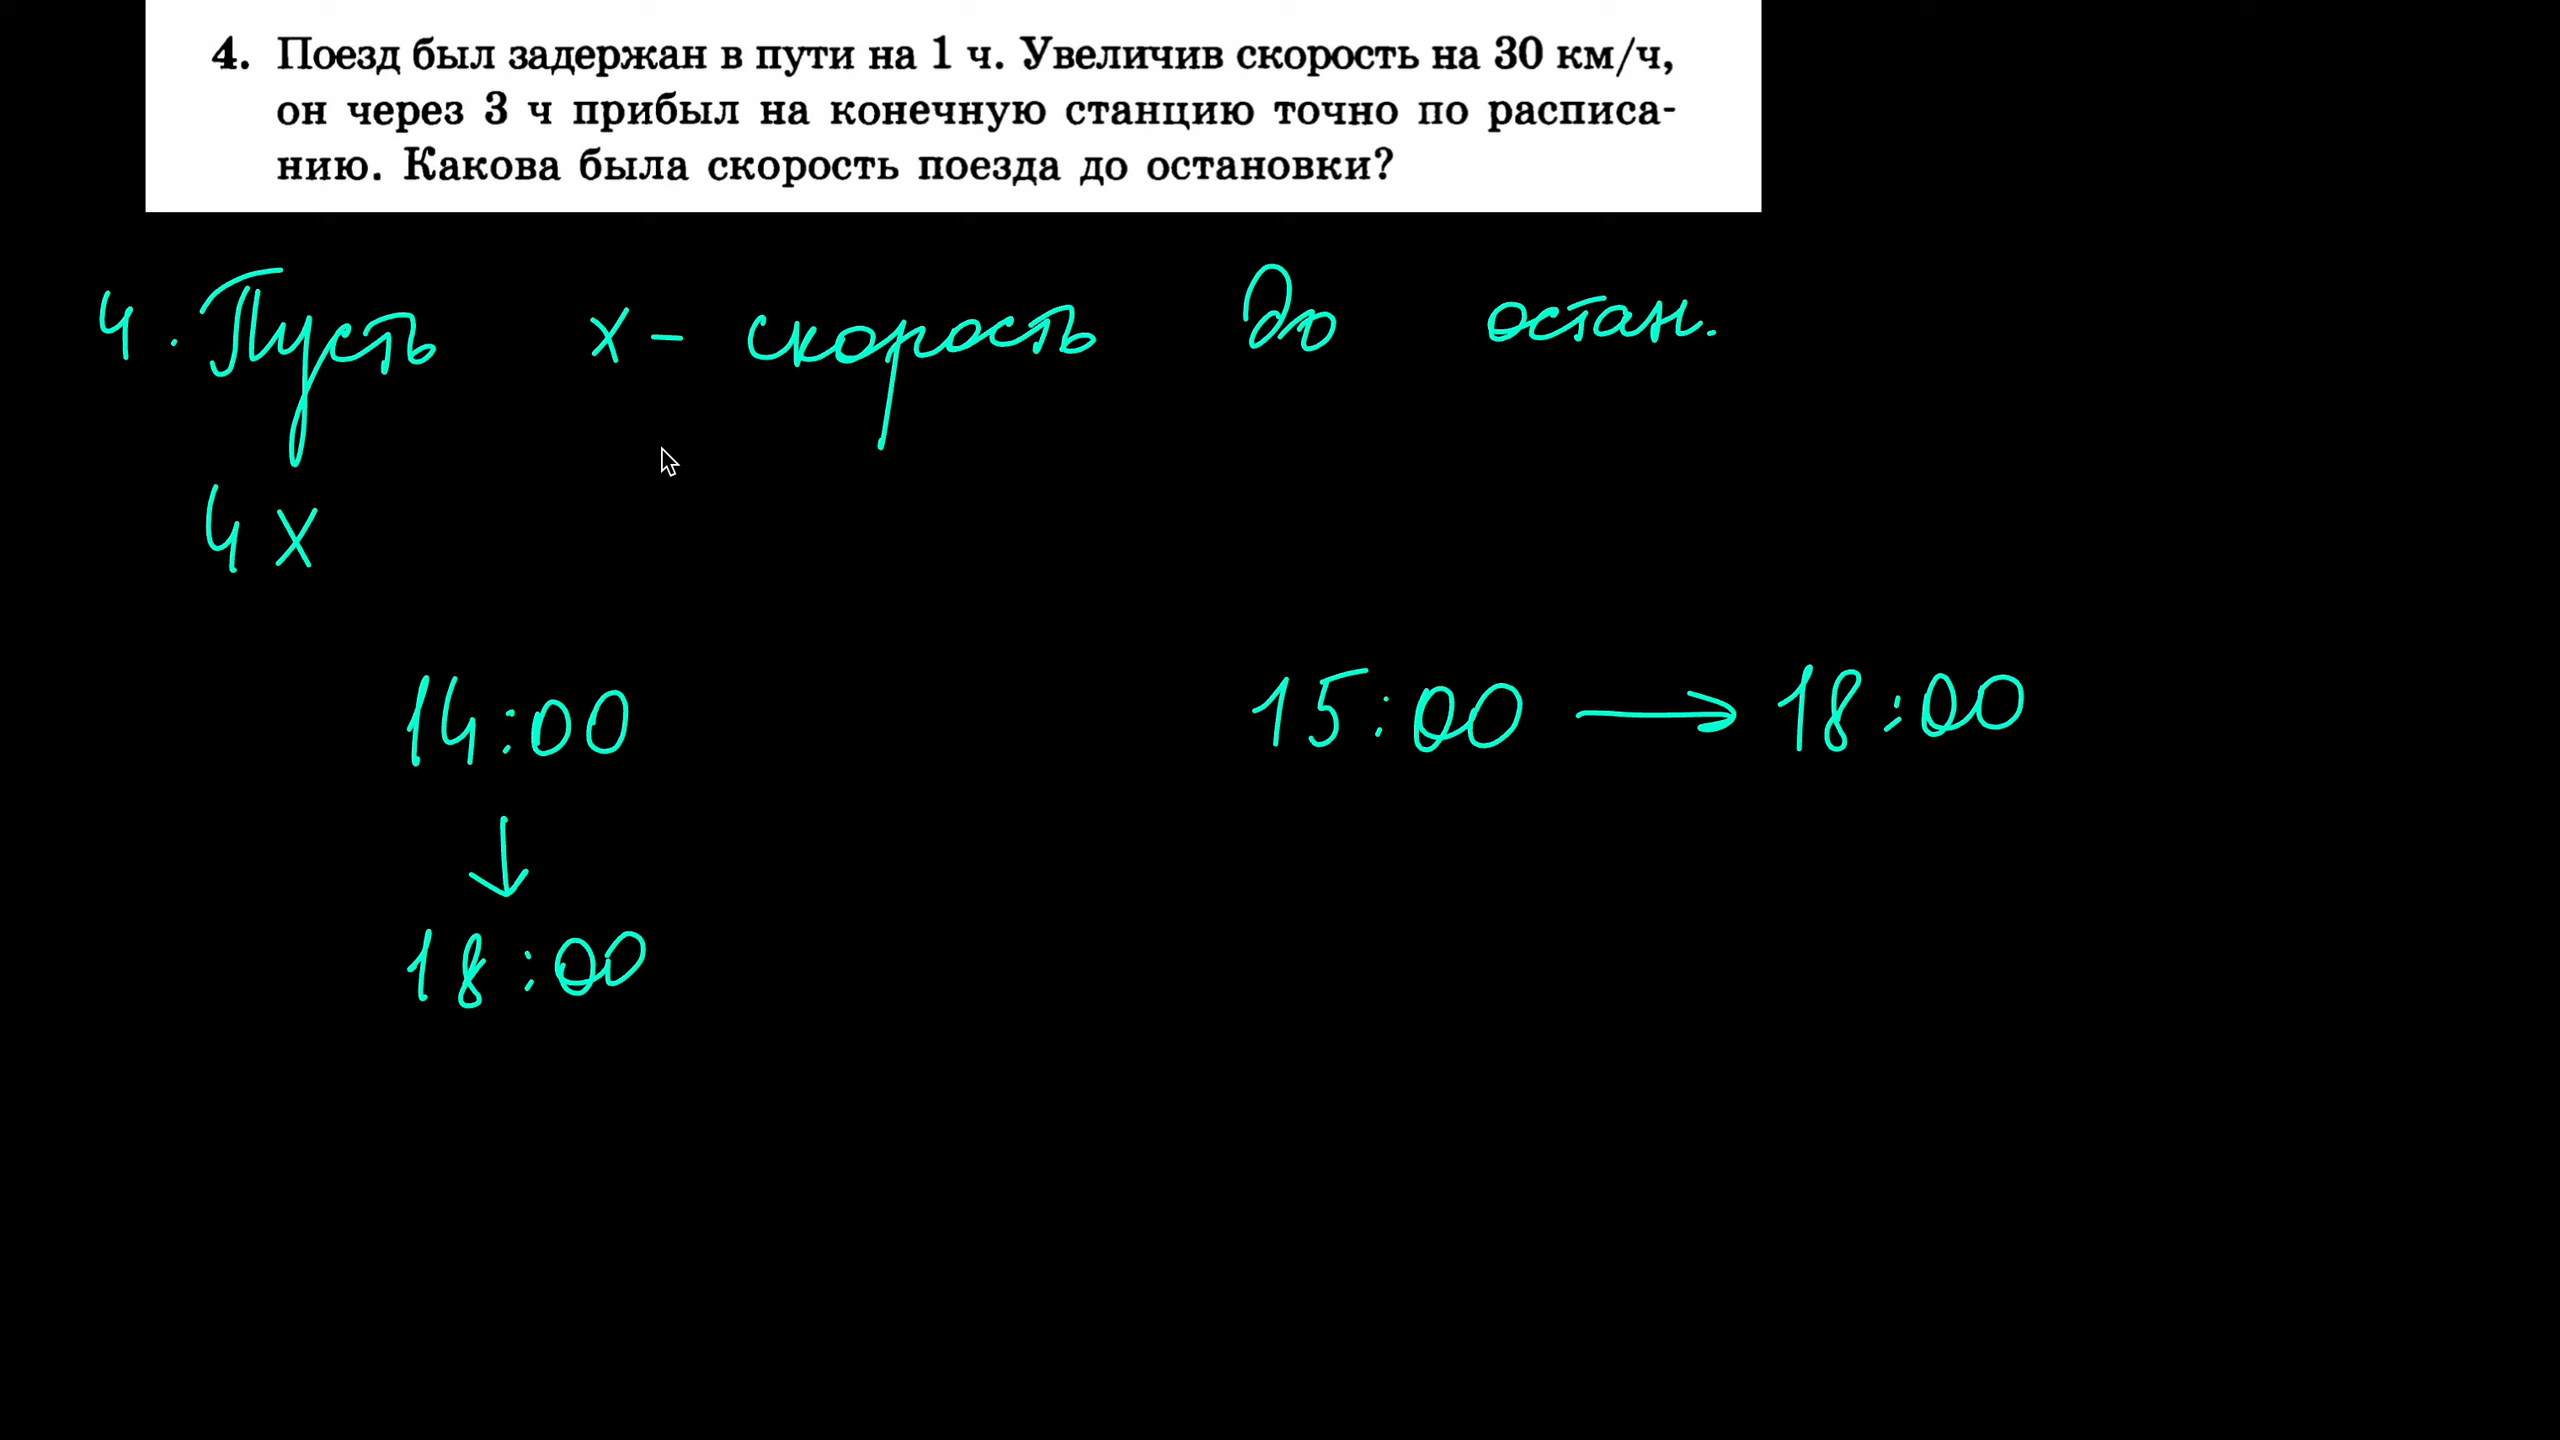 4. Поезд был задержан в пути на 1 ч. Увеличив скорость на 30 км/ч,
он через 3 ч прибыл на конечную станцию точно по расписа-
нию. Какова была скорость поезда до остановки?
4. Пусть х - скорость до остан.
4х
14:00 15:00 → 18:00
↓
18:00